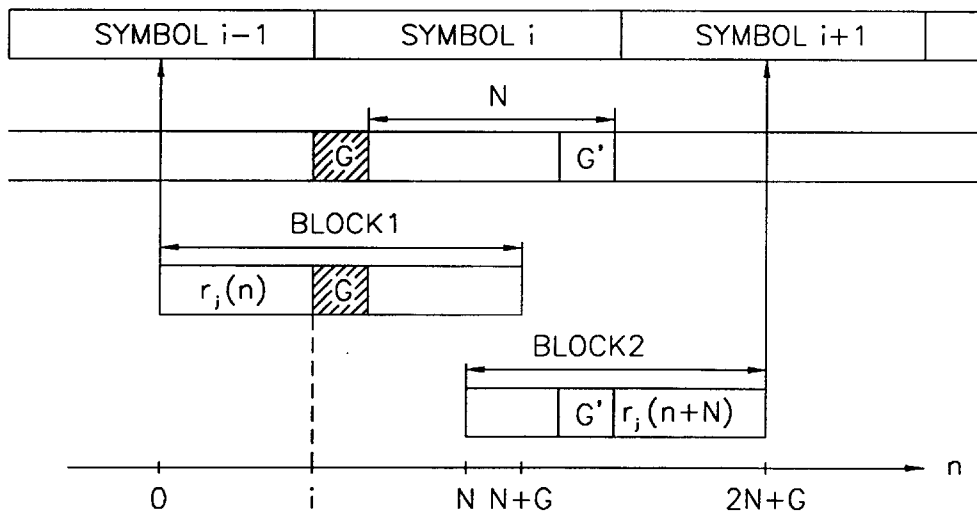 SYMBOL i-1 SYMBOL i SYMBOL i+1
N
G G'
BLOCK1
r_j(n) G
BLOCK2
G' r_j(n+N)
n
0 i N N+G 2N+G